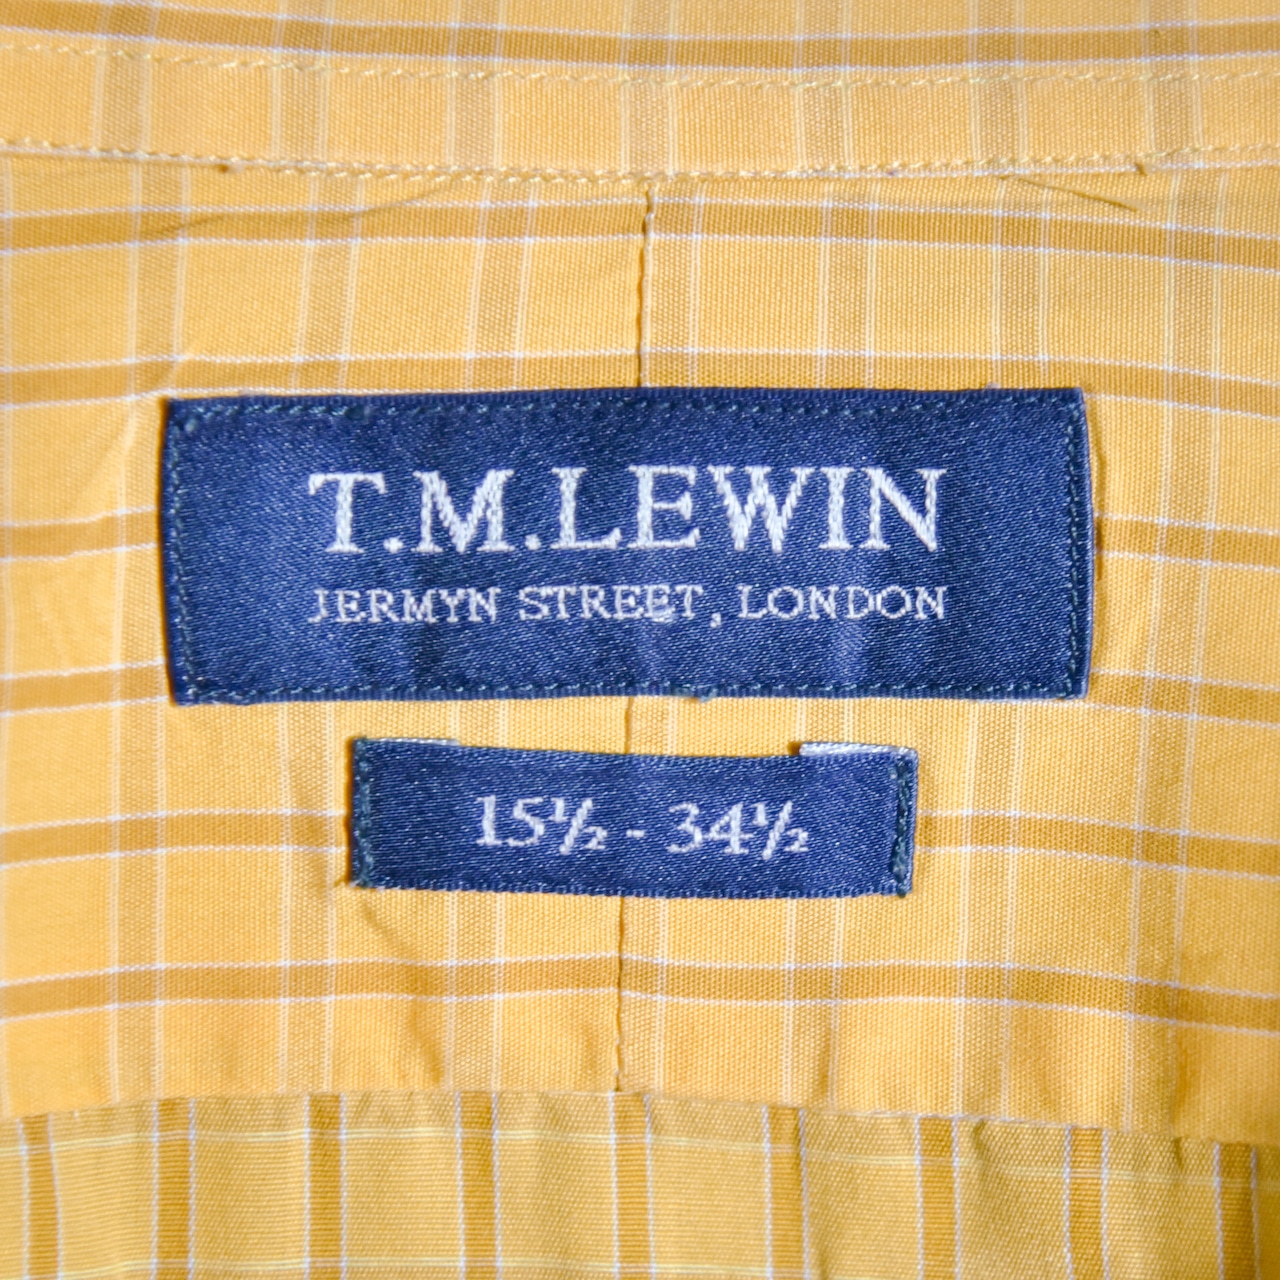 T.M.LEWIN
JERMYN STREET, LONDON
15½ - 34½